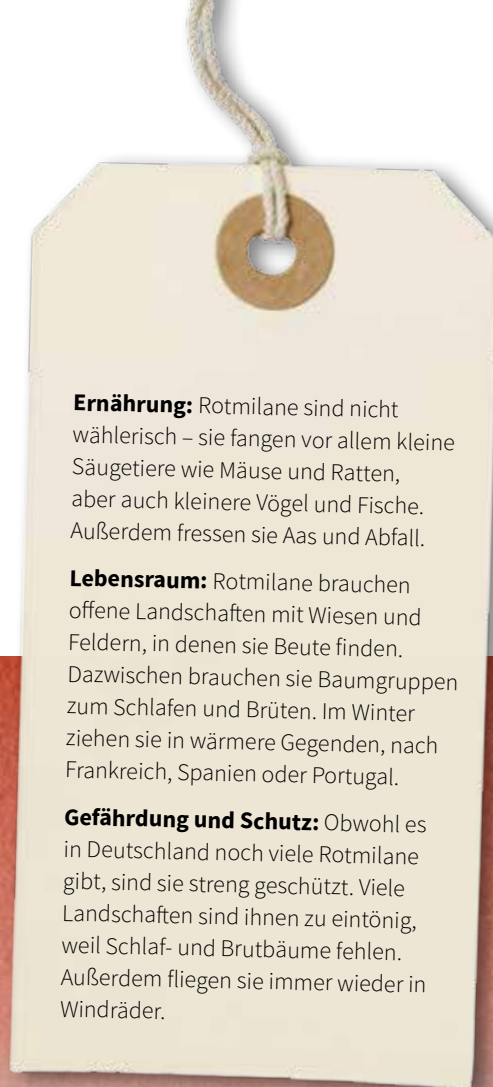 Ernährung: Rotmilane sind nicht
wählerisch – sie fangen vor allem kleine
Säugetiere wie Mäuse und Ratten,
aber auch kleinere Vögel und Fische.
Außerdem fressen sie Aas und Abfall.
Lebensraum: Rotmilane brauchen
offene Landschaften mit Wiesen und
Feldern, in denen sie Beute finden.
Dazwischen brauchen sie Baumgruppen
zum Schlafen und Brüten. Im Winter
ziehen sie in wärmere Gegenden, nach
Frankreich, Spanien oder Portugal.
Gefährdung und Schutz: Obwohl es
in Deutschland noch viele Rotmilane
gibt, sind sie streng geschützt. Viele
Landschaften sind ihnen zu eintönig,
weil Schlaf- und Brutbäume fehlen.
Außerdem fliegen sie immer wieder in
Windräder.